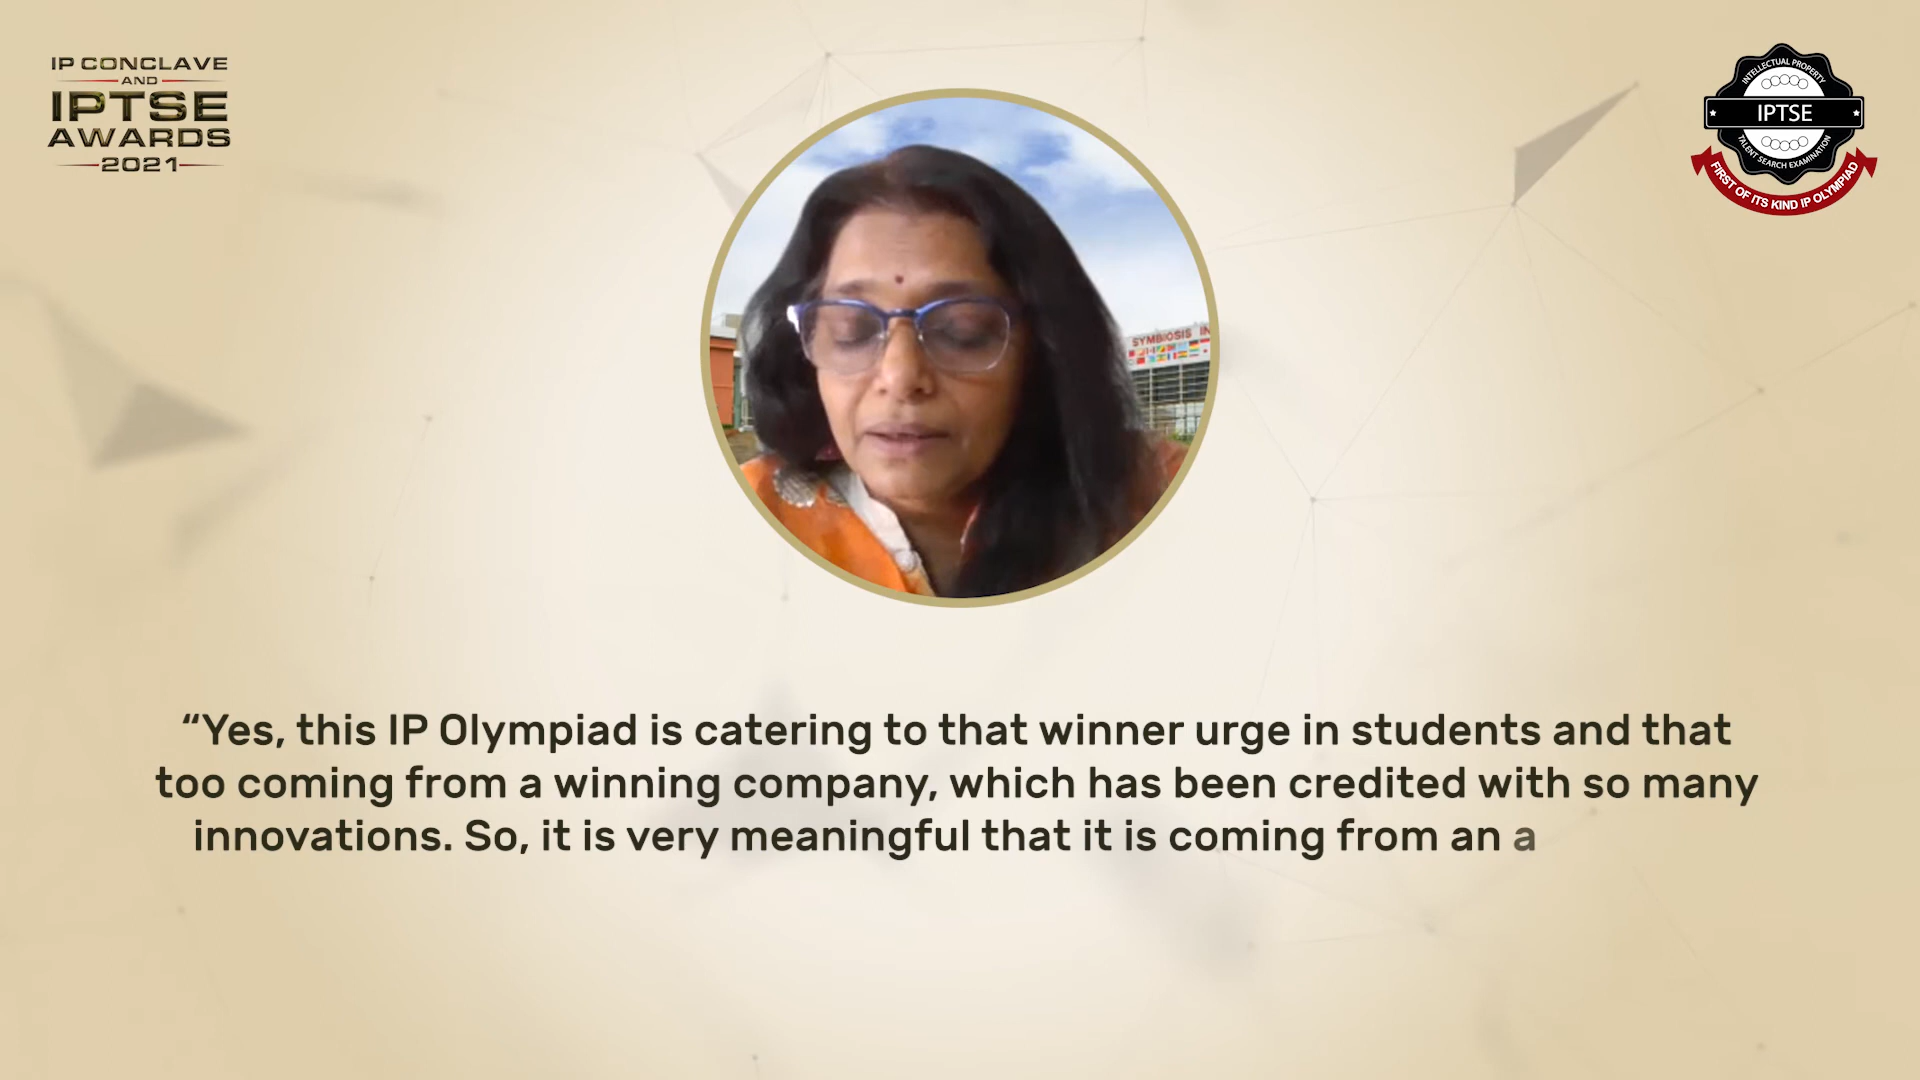 IP CONCLAVE
AND
IPTSE
AWARDS
2021
INTELLECTUAL PROPERTY
IPTSE
TALENT SEARCH EXAMINATION
FIRST OF ITS KIND IP OLYMPIAD
SYMBIOSIS IN
“Yes, this IP Olympiad is catering to that winner urge in students and that
too coming from a winning company, which has been credited with so many
innovations. So, it is very meaningful that it is coming from an a